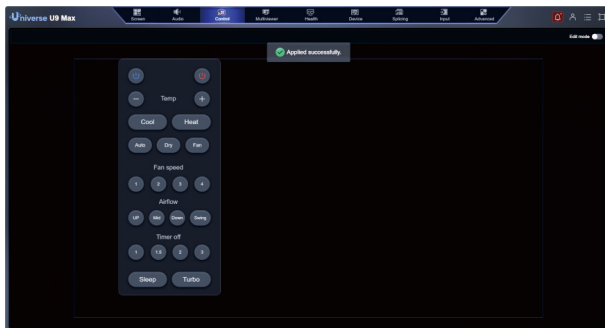 Universe U9 Max
Screen Audio Control Multiviewer Health Device Splicing Input Advanced
Edit mode
Applied successfully.
Temp
Cool Heat
Auto Dry Fan
Fan speed
1 2 3 4
Airflow
UP Mid Down Swing
Timer off
1 1.5 2 3
Sleep Turbo